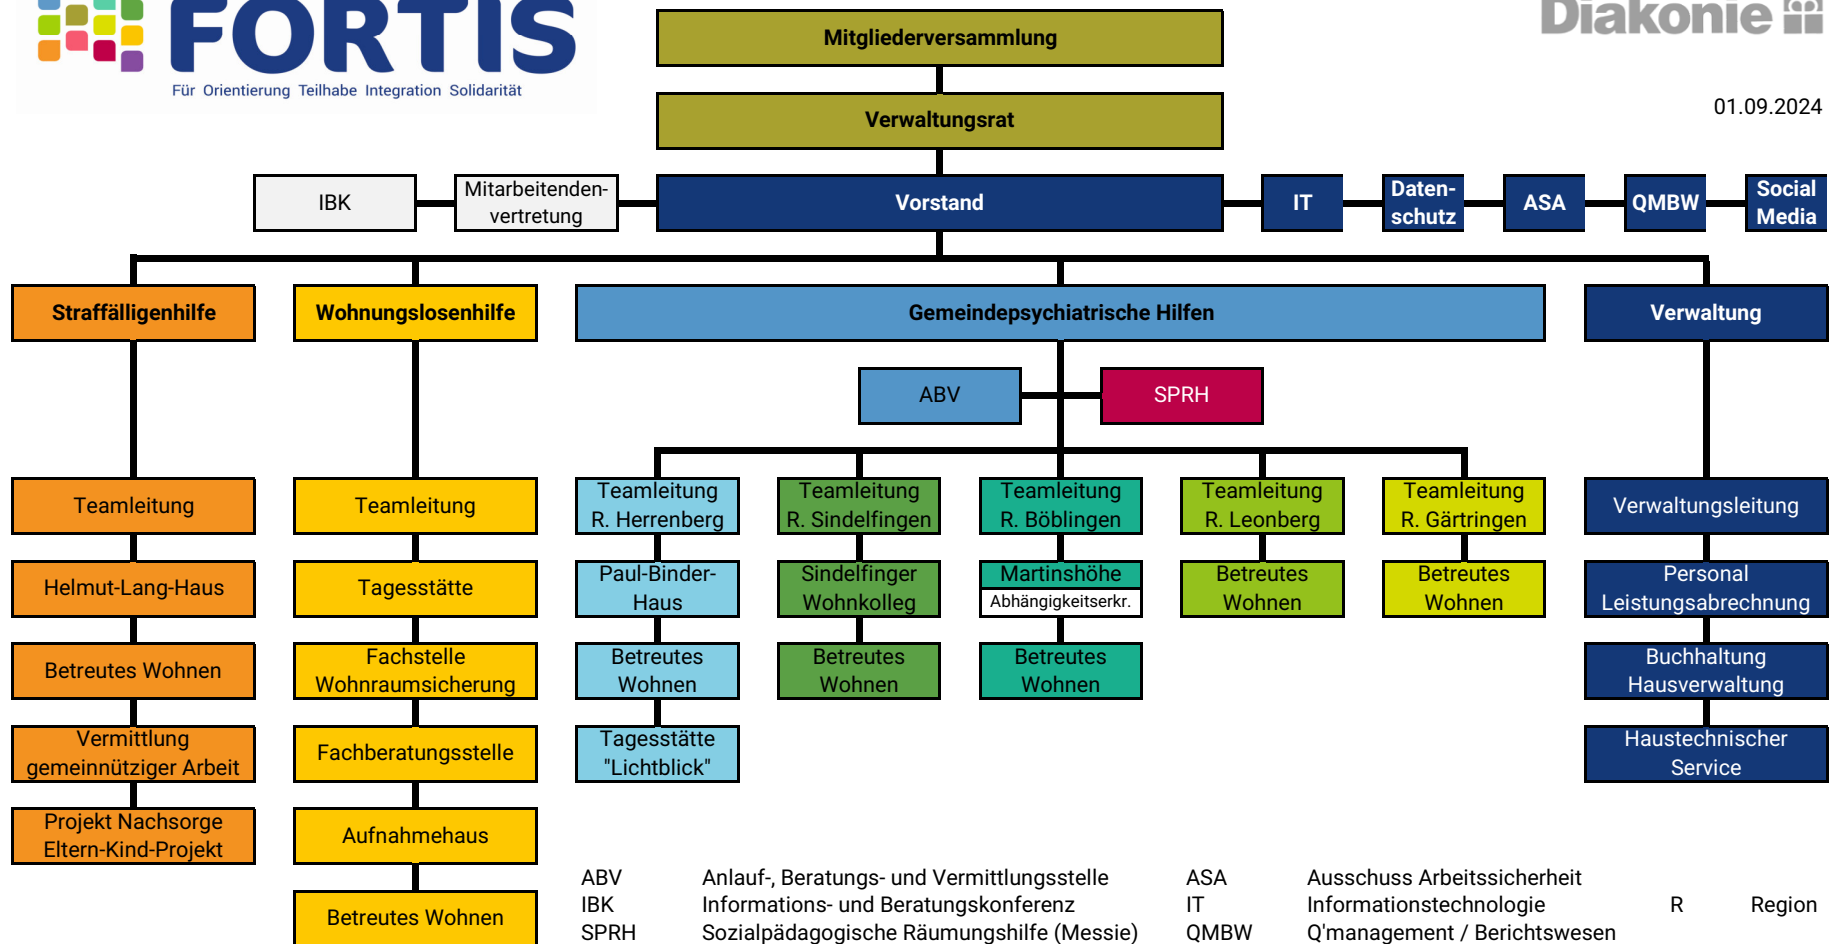 FORTIS
Für Orientierung Teilhabe Integration Solidarität
Diakonie
01.09.2024
Mitgliederversammlung
Verwaltungsrat
IBK
Mitarbeitenden-
vertretung
Vorstand
IT
Daten-
schutz
ASA
QMBW
Social
Media
Straffälligenhilfe
Wohnungslosenhilfe
Gemeindepsychiatrische Hilfen
Verwaltung
ABV
SPRH
Teamleitung
Helmut-Lang-Haus
Betreutes Wohnen
Vermittlung
gemeinnütziger Arbeit
Projekt Nachsorge
Eltern-Kind-Projekt
Teamleitung
Tagesstätte
Fachstelle
Wohnraumsicherung
Fachberatungsstelle
Aufnahmehaus
Betreutes Wohnen
Teamleitung
R. Herrenberg
Paul-Binder-
Haus
Betreutes
Wohnen
Tagesstätte
"Lichtblick"
Teamleitung
R. Sindelfingen
Sindelfinger
Wohnkolleg
Betreutes
Wohnen
Teamleitung
R. Böblingen
Martinshöhe
Abhängigkeitserkr.
Betreutes
Wohnen
Teamleitung
R. Leonberg
Betreutes
Wohnen
Teamleitung
R. Gärtringen
Betreutes
Wohnen
Verwaltungsleitung
Personal
Leistungsabrechnung
Buchhaltung
Hausverwaltung
Haustechnischer
Service
ABV Anlauf-, Beratungs- und Vermittlungsstelle ASA Ausschuss Arbeitssicherheit
IBK Informations- und Beratungskonferenz IT Informationstechnologie R Region
SPRH Sozialpädagogische Räumungshilfe (Messie) QMBW Q'management / Berichtswesen